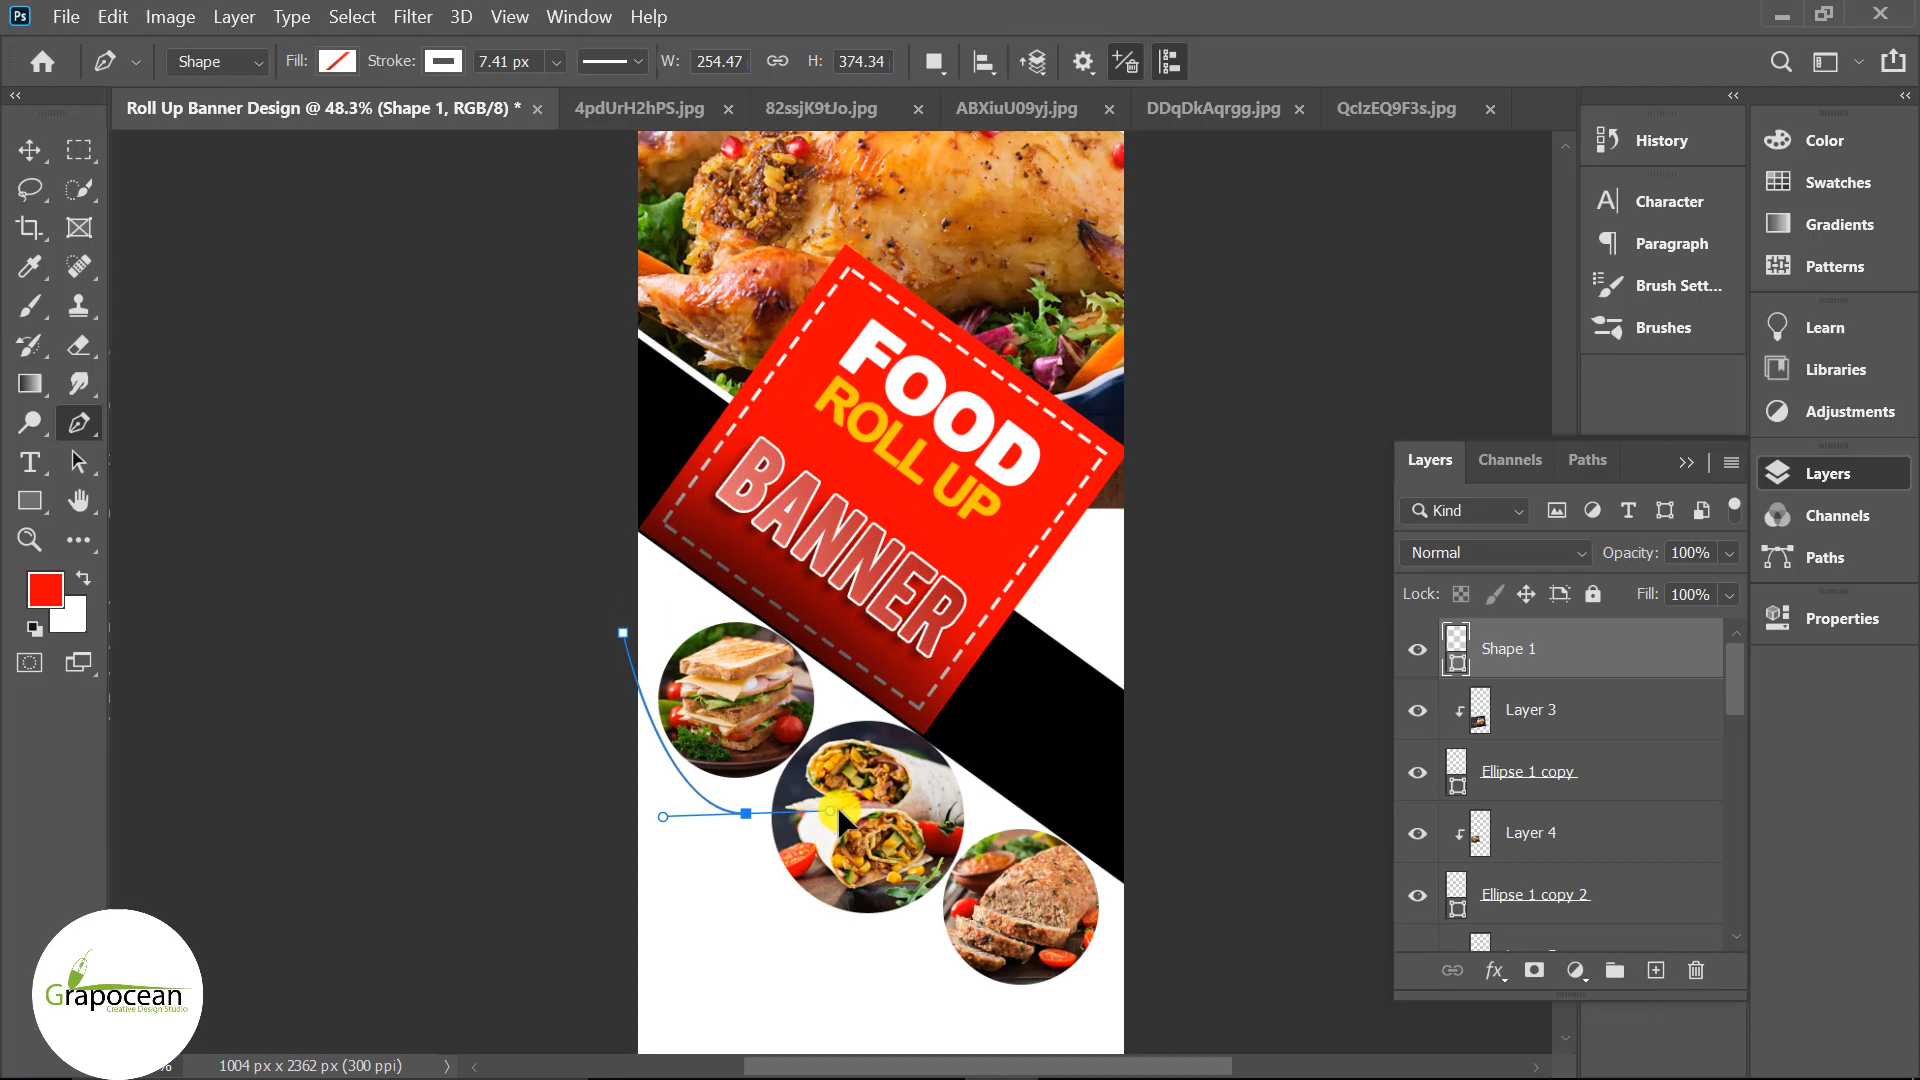 Ps File Edit Image Layer Type Select Filter 3D View Window Help
Shape Fill: Stroke: 7.41 px W: 254.47 H: 374.34
Roll Up Banner Design @ 48.3% (Shape 1, RGB/8) * 4pdUrH2hPS.jpg 82ssjK9tJo.jpg ABXiuU09yj.jpg DDqDkAqrgg.jpg QcIzEQ9F3s.jpg
FOOD
ROLL UP
BANNER
History
Character
Paragraph
Brush Sett...
Brushes
Color
Swatches
Gradients
Patterns
Learn
Libraries
Adjustments
Layers
Channels
Paths
Properties
Layers Channels Paths
Kind
Normal Opacity: 100%
Lock: Fill: 100%
Shape 1
Layer 3
Ellipse 1 copy
Layer 4
Ellipse 1 copy 2
fx
Grapocean
Creative Design Studio
1004 px x 2362 px (300 ppi)